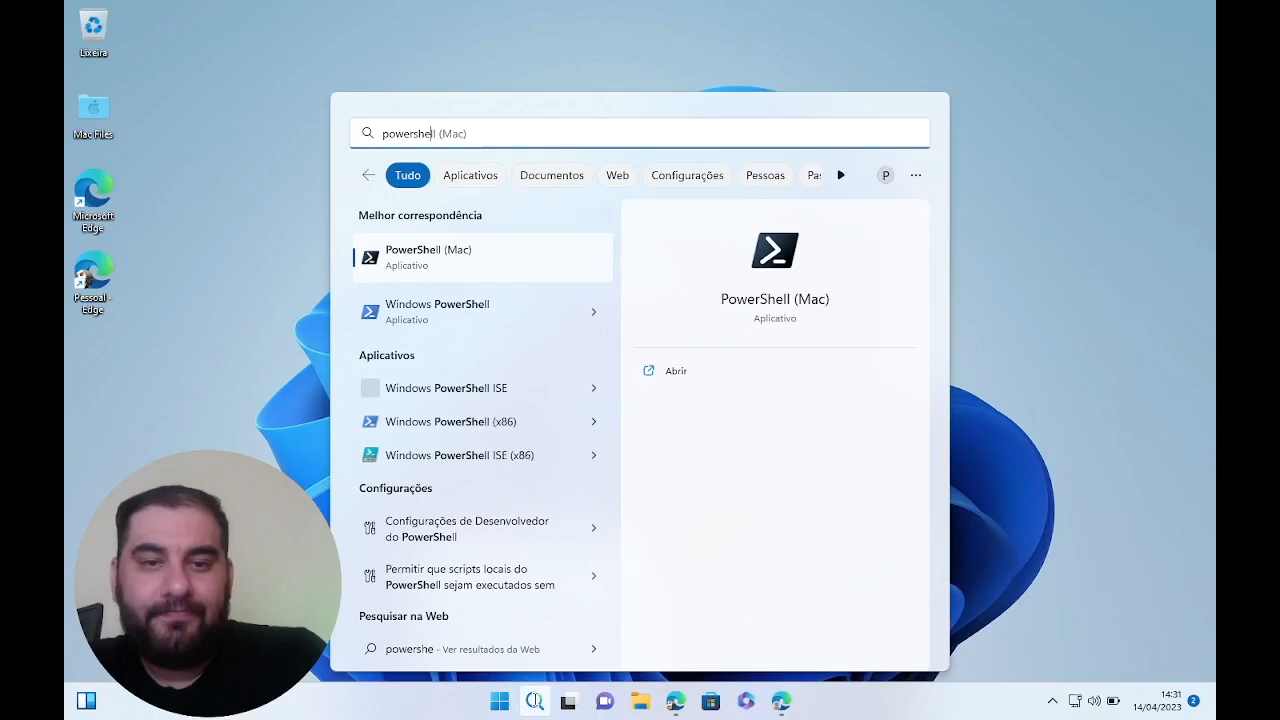 Lixeira
Mac Files
Microsoft
Edge
Pessoal -
Edge
powershell (Mac)
Tudo
Aplicativos
Documentos
Web
Configurações
Pessoas
Pas
P
Melhor correspondência
PowerShell (Mac)
Aplicativo
Windows PowerShell
Aplicativo
Aplicativos
Windows PowerShell ISE
Windows PowerShell (x86)
Windows PowerShell ISE (x86)
Configurações
Configurações de Desenvolvedor
do PowerShell
Permitir que scripts locais do
PowerShell sejam executados sem
Pesquisar na Web
powershe - Ver resultados da Web
PowerShell (Mac)
Aplicativo
Abrir
14:31
14/04/2023
2